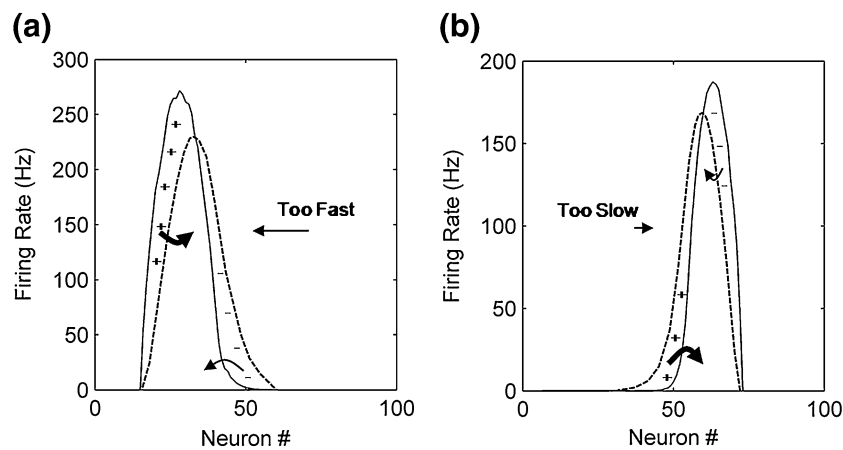 (a)
300
250
200
150
100
50
0
Firing Rate (Hz)
Too Fast
0 50 100
Neuron #
(b)
200
150
100
50
0
Firing Rate (Hz)
Too Slow
0 50 100
Neuron #